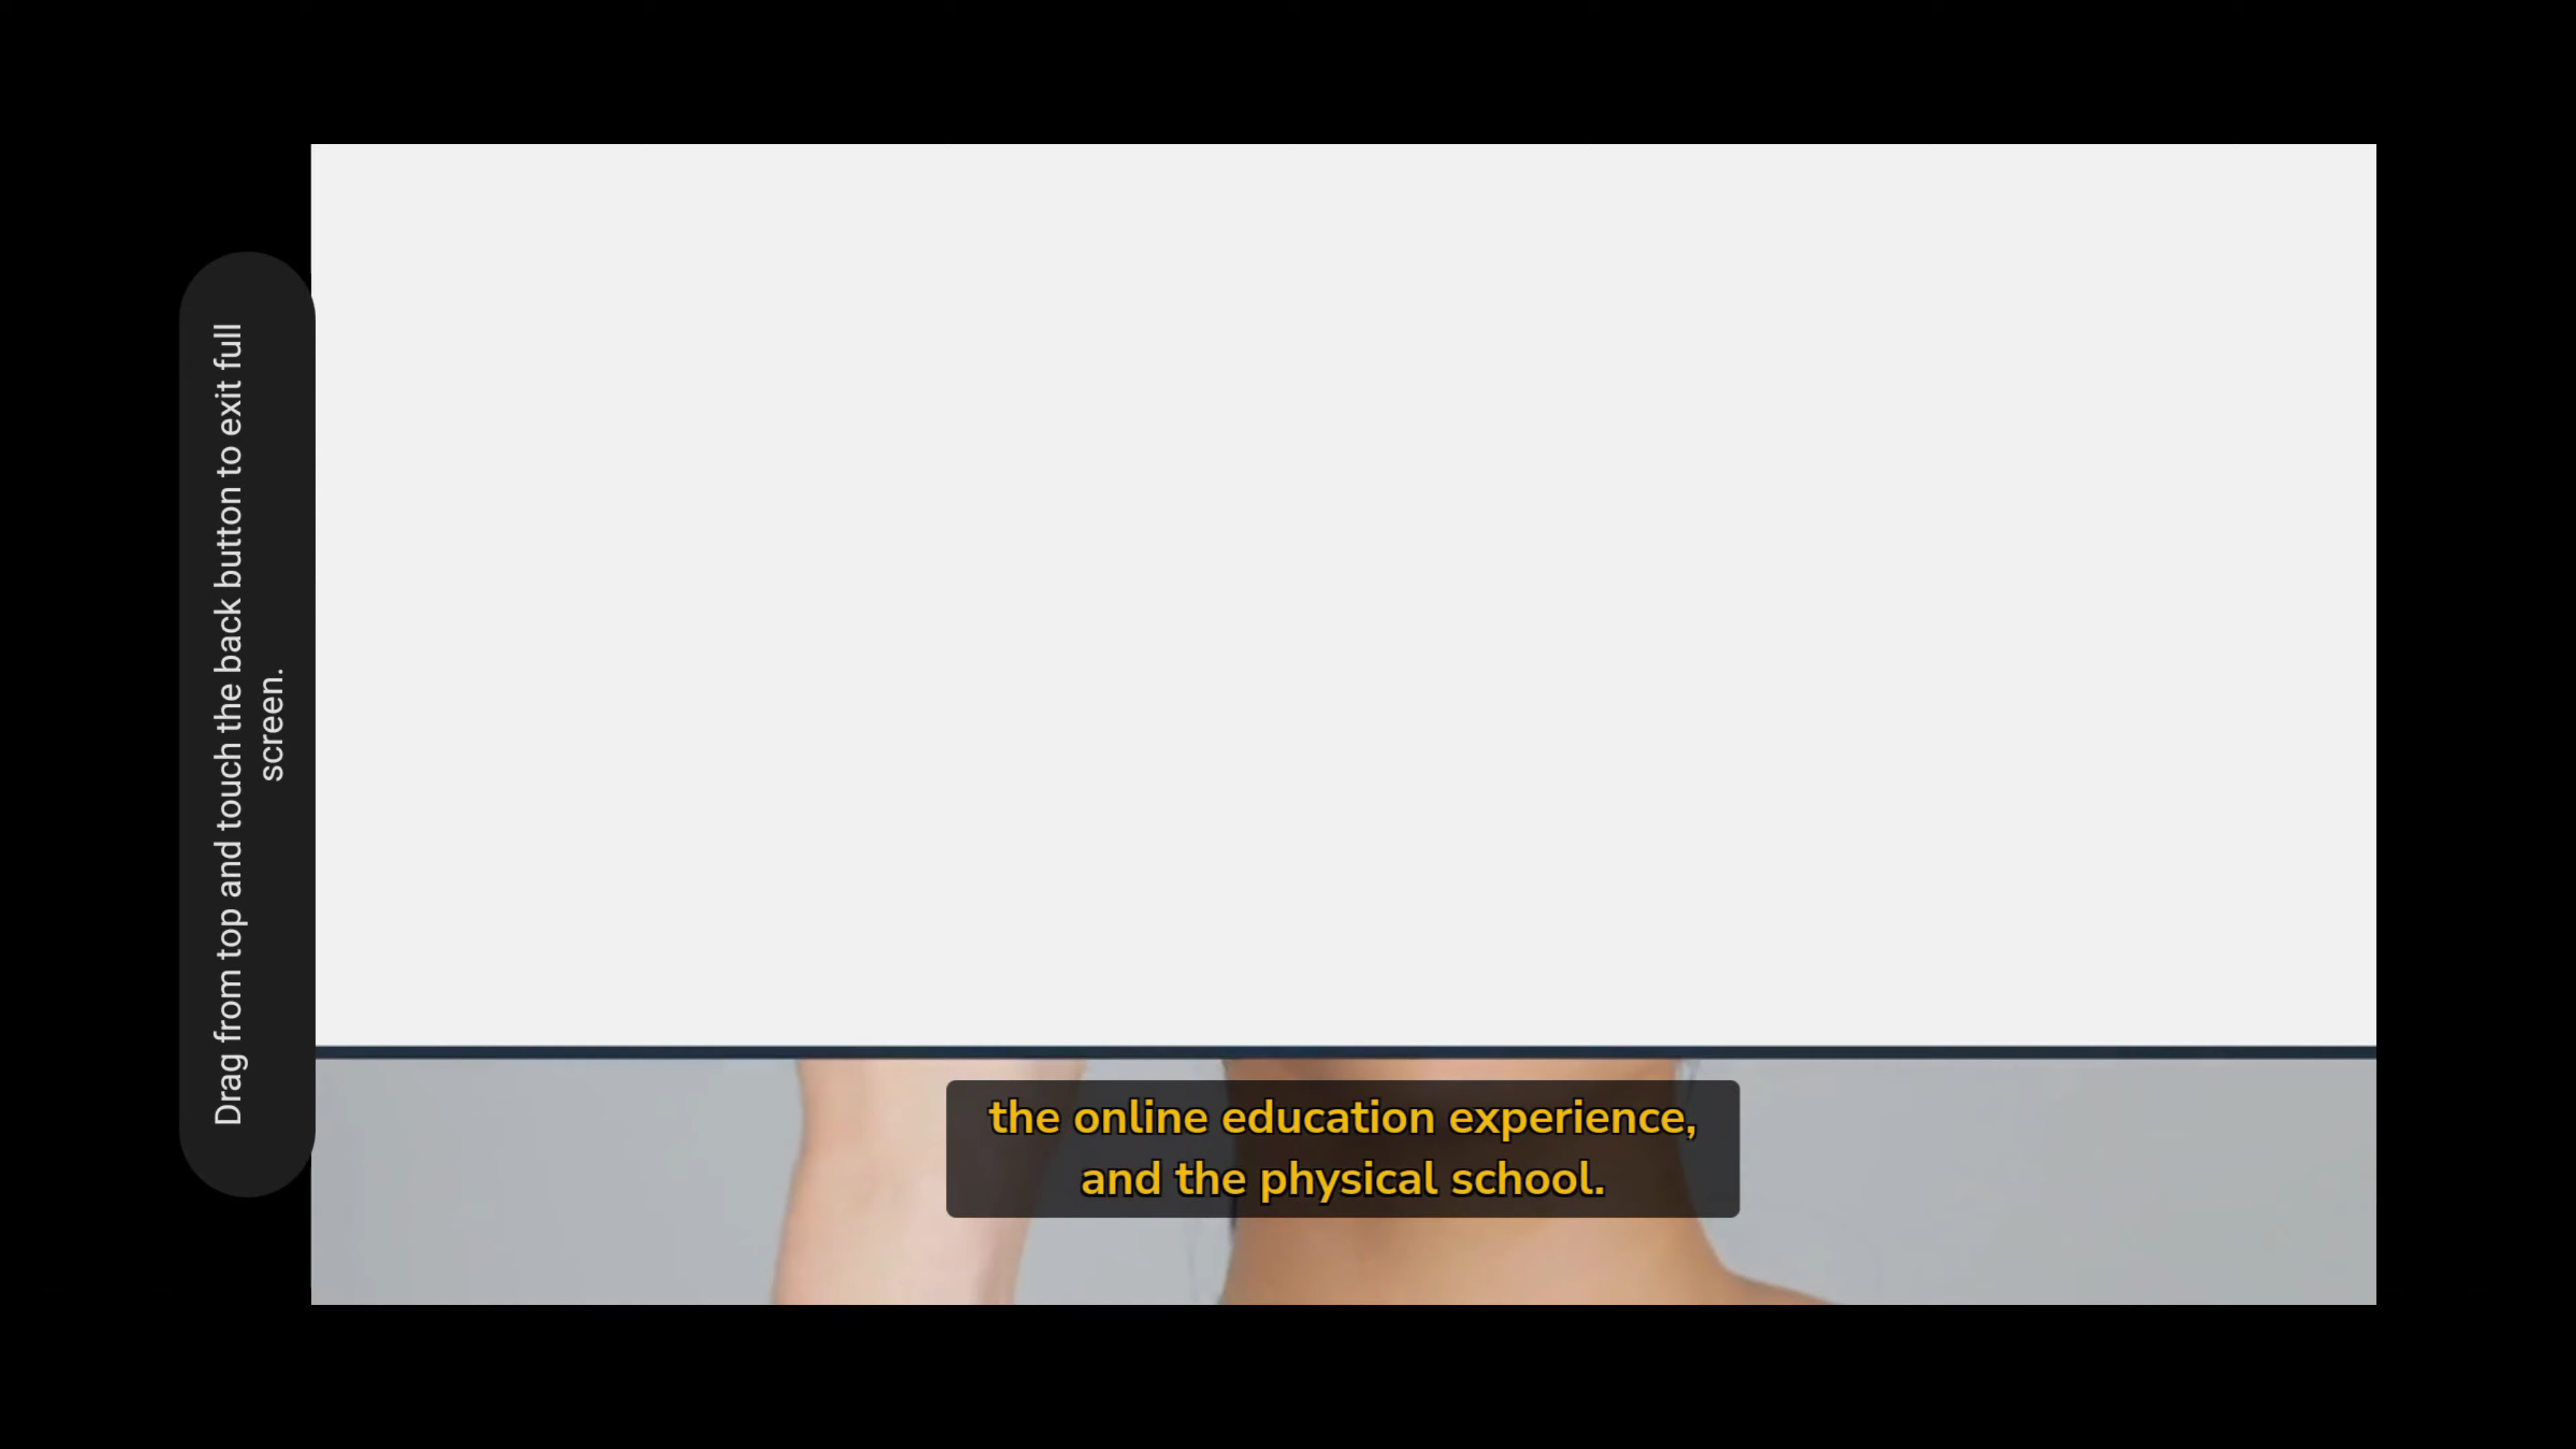 Drag from top and touch the back button to exit full
screen.
the online education experience,
and the physical school.